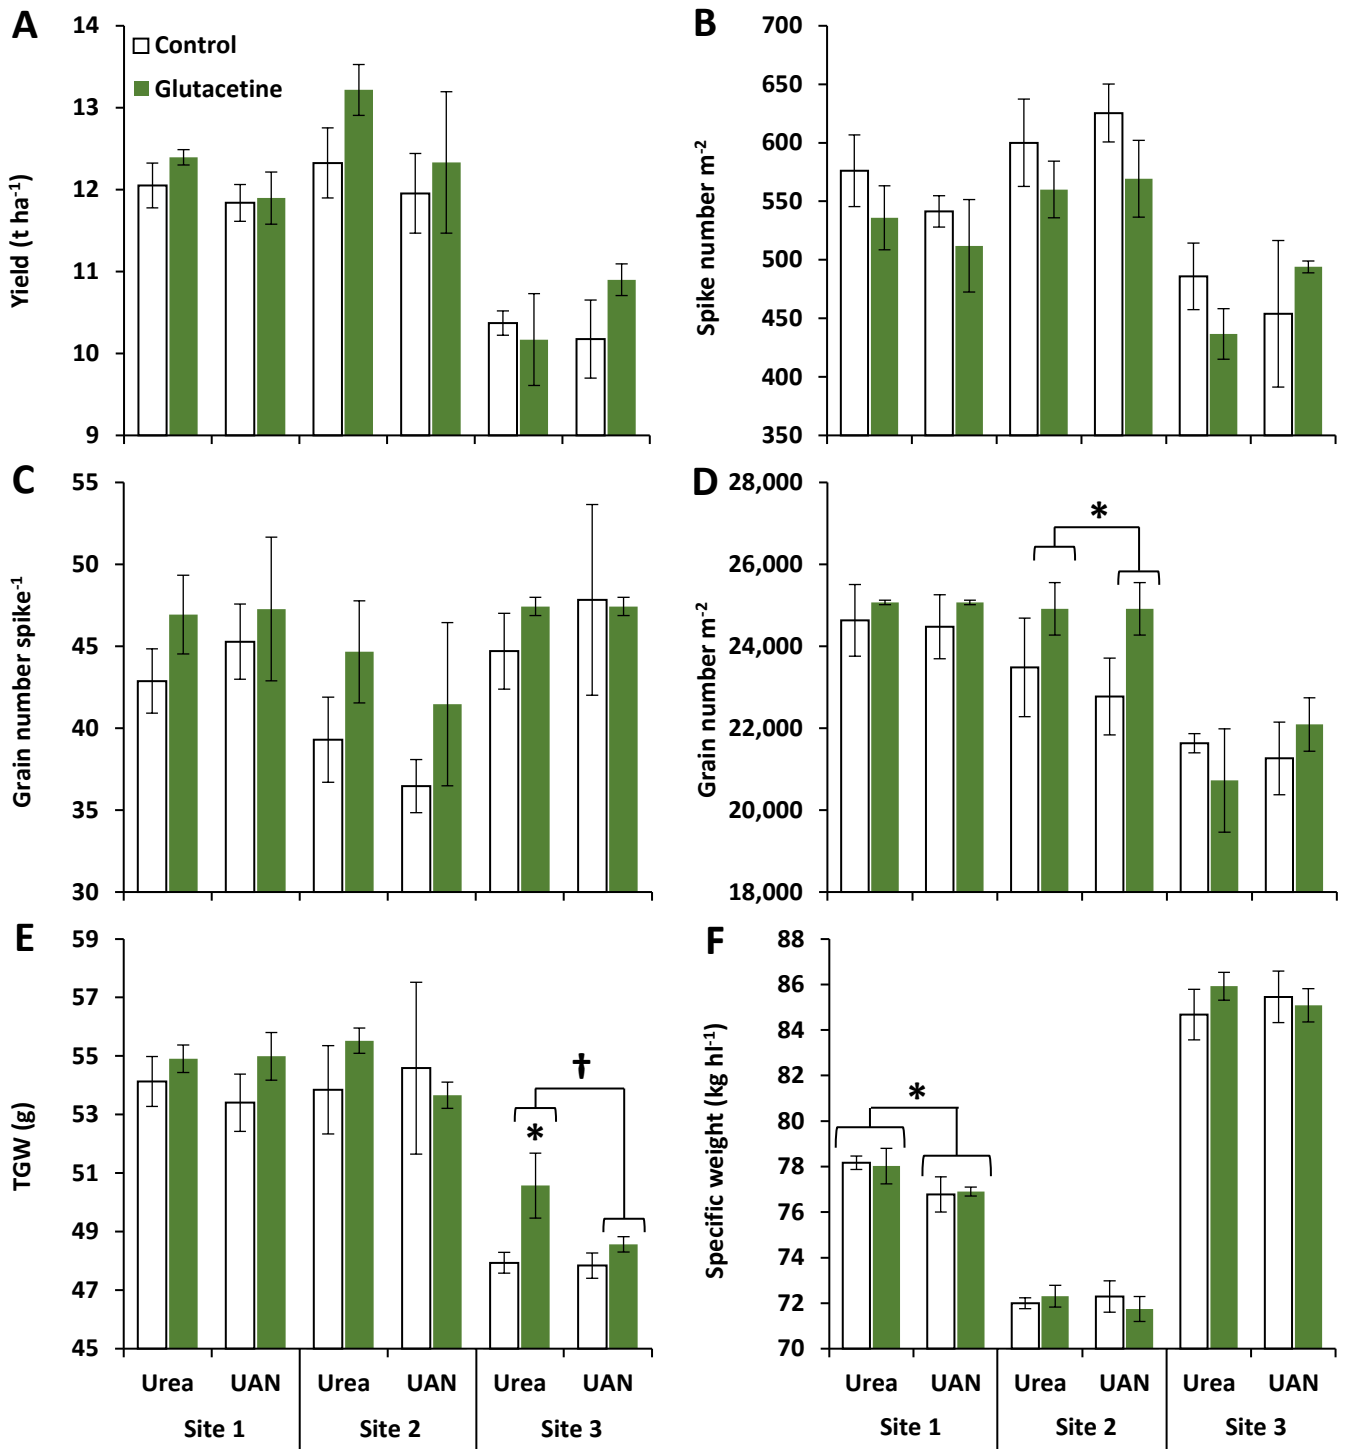 A
Yield (t ha⁻¹)
14
13
12
11
10
9
Control
Glutacetine
B
Spike number m⁻²
700
650
600
550
500
450
400
350
C
Grain number spike⁻¹
55
50
45
40
35
30
D
Grain number m⁻²
28,000
26,000
24,000
22,000
20,000
18,000
*
E
TGW (g)
59
57
55
53
51
49
47
45
†
*
Urea UAN Urea UAN Urea UAN
Site 1 Site 2 Site 3
F
Specific weight (kg hl⁻¹)
88
86
84
82
80
78
76
74
72
70
*
Urea UAN Urea UAN Urea UAN
Site 1 Site 2 Site 3